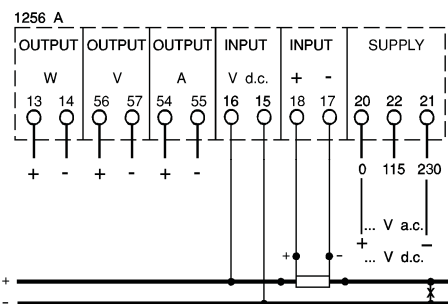 1256 A
OUTPUT OUTPUT OUTPUT INPUT INPUT SUPPLY
W V A V d.c. + -
13 14 56 57 54 55 16 15 18 17 20 22 21
+ - + - + - 0 115 230
... V a.c.
+ -
... V d.c.
+ -
+
-